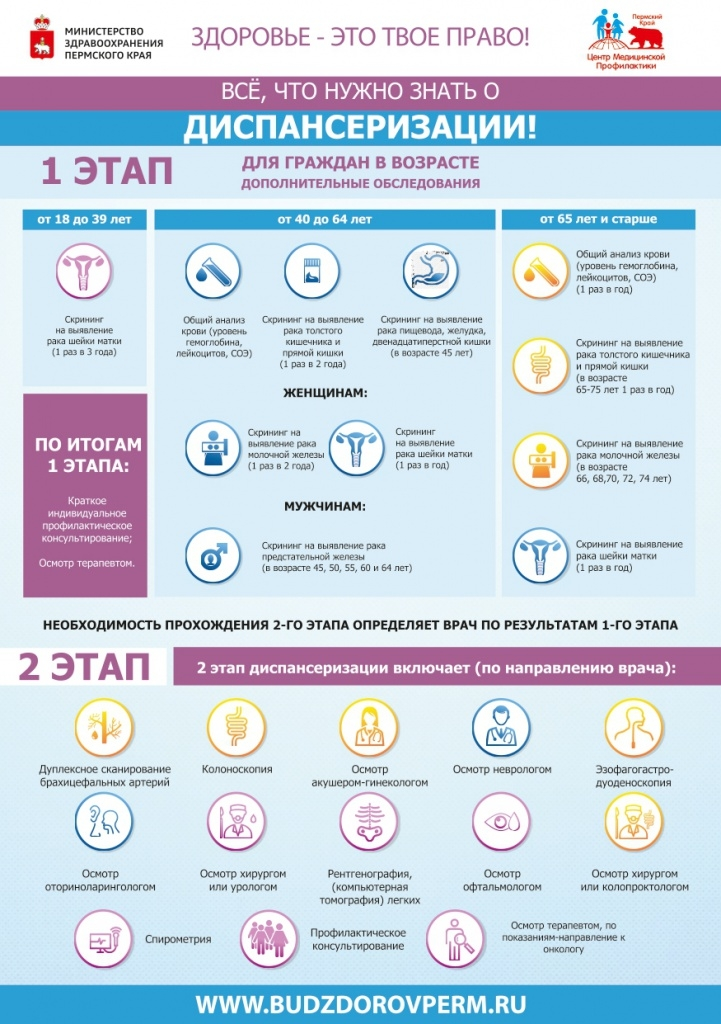 МИНИСТЕРСТВО
ЗДРАВООХРАНЕНИЯ
ПЕРМСКОГО КРАЯ
ЗДОРОВЬЕ - ЭТО ТВОЕ ПРАВО!
Пермский
Край
Центр Медицинской
Профилактики
ВСЁ, ЧТО НУЖНО ЗНАТЬ О
ДИСПАНСЕРИЗАЦИИ!
1 ЭТАП
ДЛЯ ГРАЖДАН В ВОЗРАСТЕ
ДОПОЛНИТЕЛЬНЫЕ ОБСЛЕДОВАНИЯ
от 18 до 39 лет
Скрининг
на выявление
рака шейки матки
(1 раз в 3 года)
ПО ИТОГАМ
1 ЭТАПА:
Краткое
индивидуальное
профилактическое
консультирование;
Осмотр терапевтом.
от 40 до 64 лет
Общий анализ
крови (уровень
гемоглобина,
лейкоцитов, СОЭ)
Скрининг на выявление
рака толстого
кишечника и
прямой кишки
(1 раз в 2 года)
Скрининг на выявление
рака пищевода, желудка,
двенадцатиперстной кишки
(в возрасте 45 лет)
ЖЕНЩИНАМ:
Скрининг на
выявление рака
молочной железы
(1 раз в 2 года)
Скрининг
на выявление
рака шейки матки
(1 раз в год)
МУЖЧИНАМ:
Скрининг на выявление рака
предстательной железы
(в возрасте 45, 50, 55, 60 и 64 лет)
от 65 лет и старше
Общий анализ крови
(уровень гемоглобина,
лейкоцитов, СОЭ)
(1 раз в год)
Скрининг на выявление
рака толстого кишечника
и прямой кишки
(в возрасте
65-75 лет 1 раз в год)
Скрининг на выявление
рака молочной железы
(в возрасте
66, 68,70, 72, 74 лет)
Скрининг на выявление
рака шейки матки
(1 раз в год)
НЕОБХОДИМОСТЬ ПРОХОЖДЕНИЯ 2-ГО ЭТАПА ОПРЕДЕЛЯЕТ ВРАЧ ПО РЕЗУЛЬТАТАМ 1-ГО ЭТАПА
2 ЭТАП
2 этап диспансеризации включает (по направлению врача):
Дуплексное сканирование
брахицефальных артерий
Колоноскопия
Осмотр
акушером-гинекологом
Осмотр неврологом
Эзофагогастро-
дуоденоскопия
Осмотр
оториноларингологом
Осмотр хирургом
или урологом
Рентгенография,
(компьютерная
томография) легких
Осмотр
офтальмологом
Осмотр хирургом
или колопроктологом
Спирометрия
Профилактическое
консультирование
Осмотр терапевтом, по
показаниям-направление к
онкологу
WWW.BUDZDOROVPERM.RU